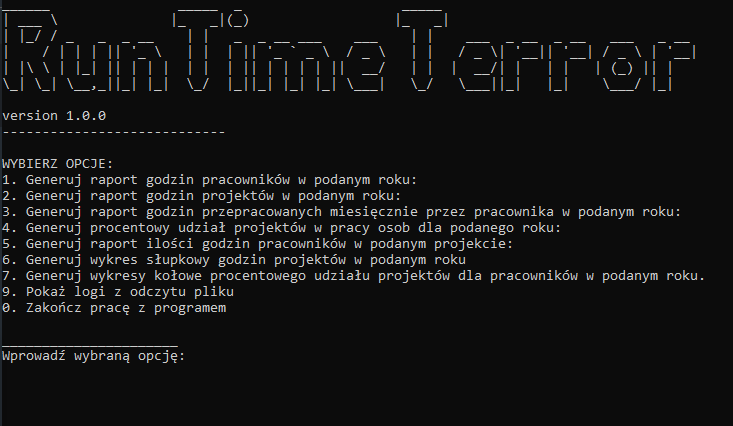 RunTimeTerror
version 1.0.0
----------------------------
WYBIERZ OPCJE:
1. Generuj raport godzin pracowników w podanym roku:
2. Generuj raport godzin projektów w podanym roku:
3. Generuj raport godzin przepracowanych miesięcznie przez pracownika w podanym roku:
4. Generuj procentowy udział projektów w pracy osob dla podanego roku:
5. Generuj raport ilości godzin pracowników w podanym projekcie:
6. Generuj wykres słupkowy godzin projektów w podanym roku
7. Generuj wykresy kołowe procentowego udziału projektów dla pracowników w podanym roku.
9. Pokaż logi z odczytu pliku
0. Zakończ pracę z programem
______________________
Wprowadź wybraną opcję: